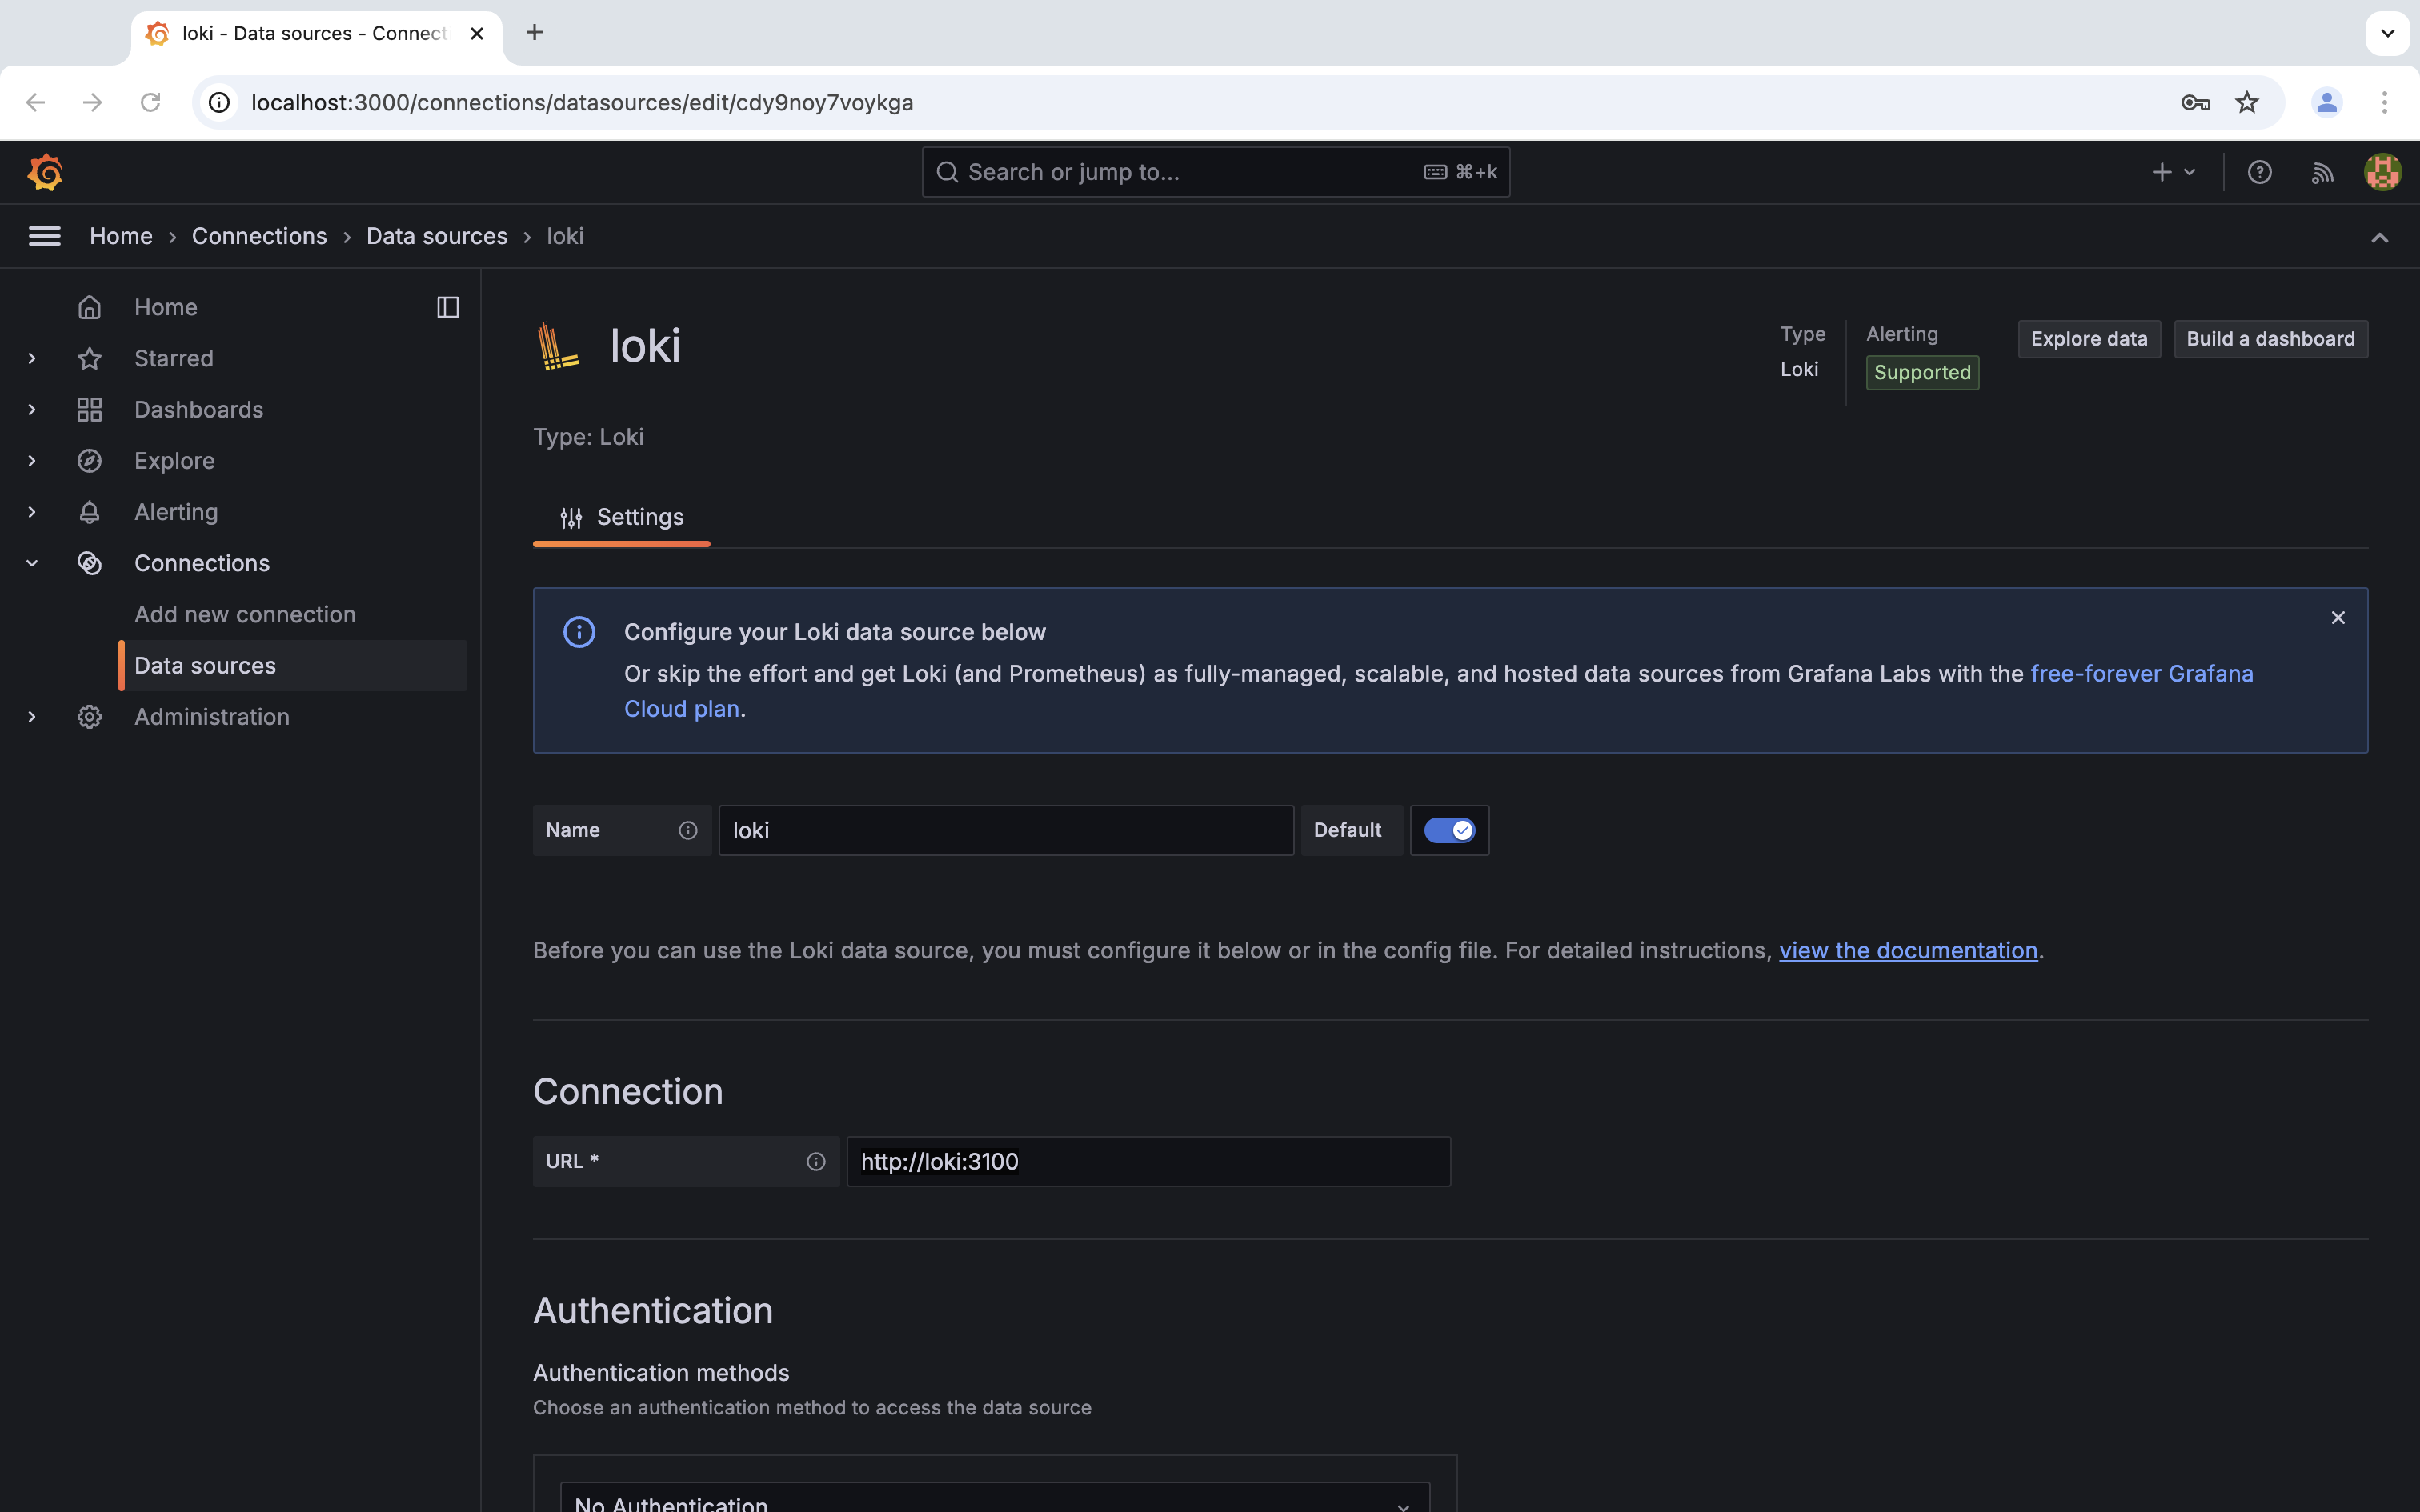 loki - Data sources - Connect
localhost:3000/connections/datasources/edit/cdy9noy7voykga
Search or jump to...
⌘+k
Home › Connections › Data sources › loki
Home
Starred
Dashboards
Explore
Alerting
Connections
Add new connection
Data sources
Administration
loki
Type
Loki
Alerting
Supported
Explore data
Build a dashboard
Type: Loki
Settings
Configure your Loki data source below
Or skip the effort and get Loki (and Prometheus) as fully-managed, scalable, and hosted data sources from Grafana Labs with the free-forever Grafana
Cloud plan.
Name
loki
Default
Before you can use the Loki data source, you must configure it below or in the config file. For detailed instructions, view the documentation.
Connection
URL *
http://loki:3100
Authentication
Authentication methods
Choose an authentication method to access the data source
No Authentication